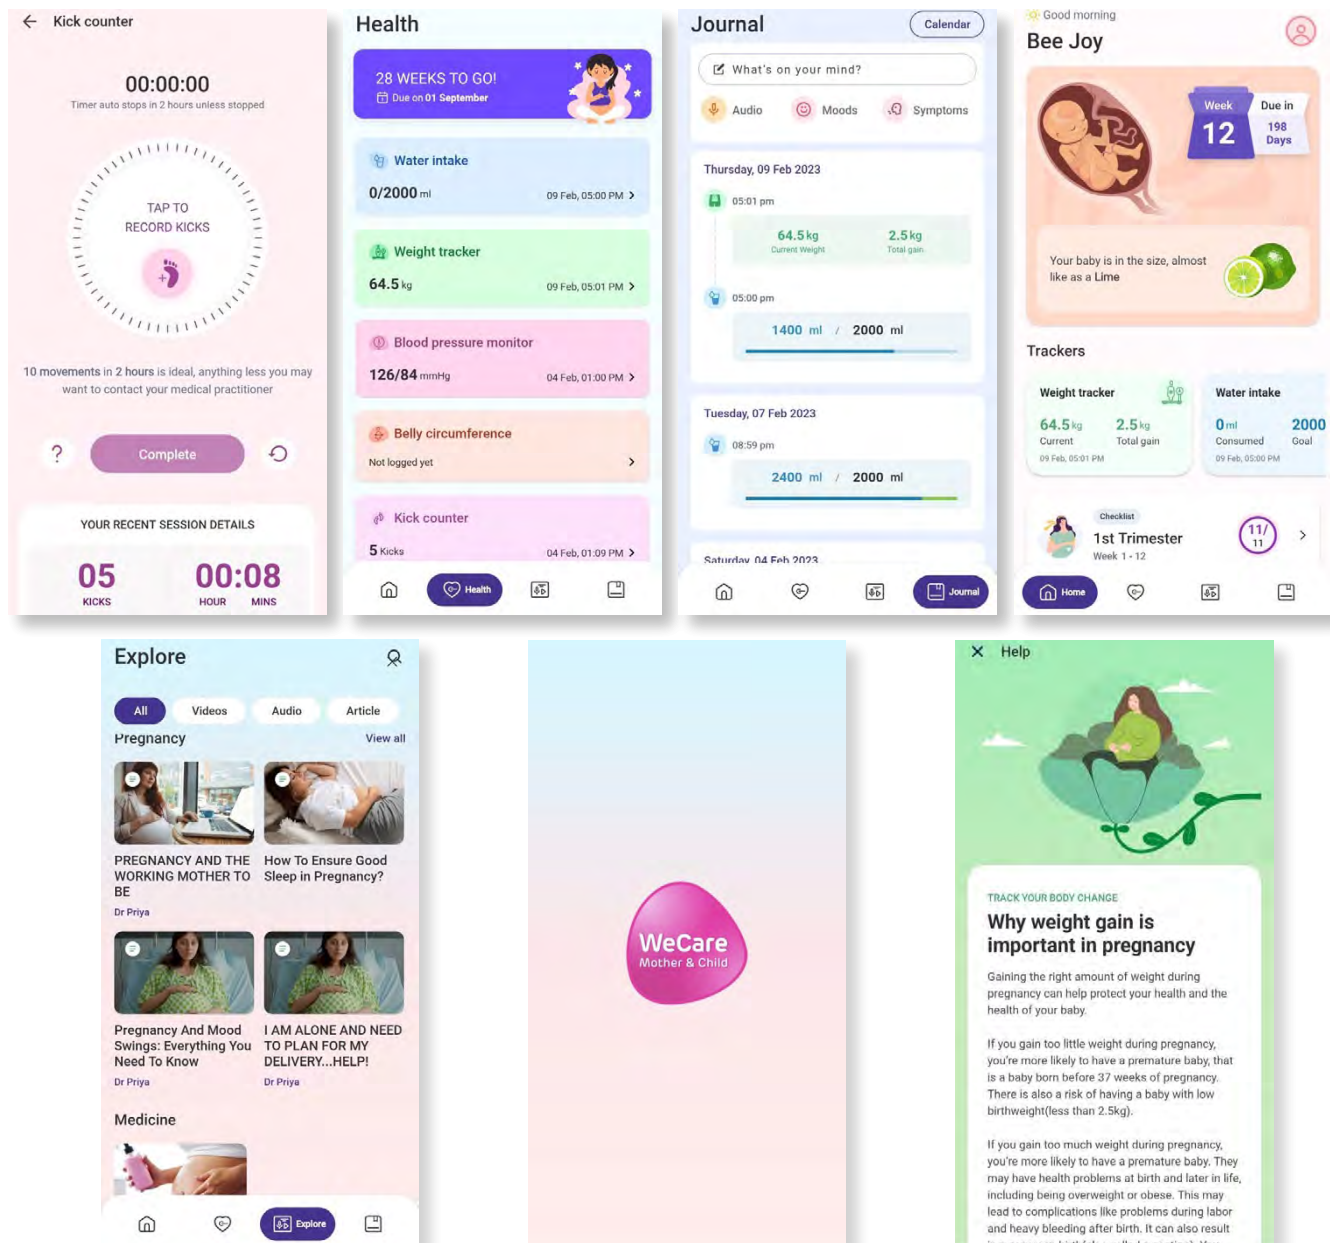 Kick counter
00:00:00
Timer auto stops in 2 hours unless stopped
TAP TO
RECORD KICKS
10 movements in 2 hours is ideal, anything less you may
want to contact your medical practitioner
?
Complete
YOUR RECENT SESSION DETAILS
05
00:08
KICKS
HOUR MINS
Health
28 WEEKS TO GO!
Due on 01 September
Water intake
0/2000 ml
09 Feb, 05:00 PM
Weight tracker
64.5 kg
09 Feb, 05:01 PM
Blood pressure monitor
126/84 mmHg
04 Feb, 01:00 PM
Belly circumference
Not logged yet
Kick counter
5 Kicks
04 Feb, 01:09 PM
Health
Journal
Calendar
What's on your mind?
Audio
Moods
Symptoms
Thursday, 09 Feb 2023
05:01 pm
64.5 kg
2.5 kg
Current Weight
Total gain
05:00 pm
1400 ml / 2000 ml
Tuesday, 07 Feb 2023
08:59 pm
2400 ml / 2000 ml
Saturday, 04 Feb 2023
Journal
Good morning
Bee Joy
Week
12
Due in
198
Days
Your baby is in the size, almost
like as a Lime
Trackers
Weight tracker
64.5 kg
2.5 kg
Current
Total gain
09 Feb, 05:01 PM
Water intake
0 ml
2000
Consumed
Goal
09 Feb, 05:00 PM
Checklist
1st Trimester
Week 1 - 12
11/
11
Home
Explore
All
Videos
Audio
Article
Pregnancy
View all
PREGNANCY AND THE
WORKING MOTHER TO
BE
Dr Priya
How To Ensure Good
Sleep in Pregnancy?
Pregnancy And Mood
Swings: Everything You
Need To Know
Dr Priya
I AM ALONE AND NEED
TO PLAN FOR MY
DELIVERY...HELP!
Dr Priya
Medicine
Explore
WeCare
Mother & Child
Help
TRACK YOUR BODY CHANGE
Why weight gain is
important in pregnancy
Gaining the right amount of weight during
pregnancy can help protect your health and the
health of your baby.
If you gain too little weight during pregnancy,
you're more likely to have a premature baby, that
is a baby born before 37 weeks of pregnancy.
There is also a risk of having a baby with low
birthweight(less than 2.5kg).
If you gain too much weight during pregnancy,
you're more likely to have a premature baby. They
may have health problems at birth and later in life,
including being overweight or obese. This may
lead to complications like problems during labor
and heavy bleeding after birth. It can also result